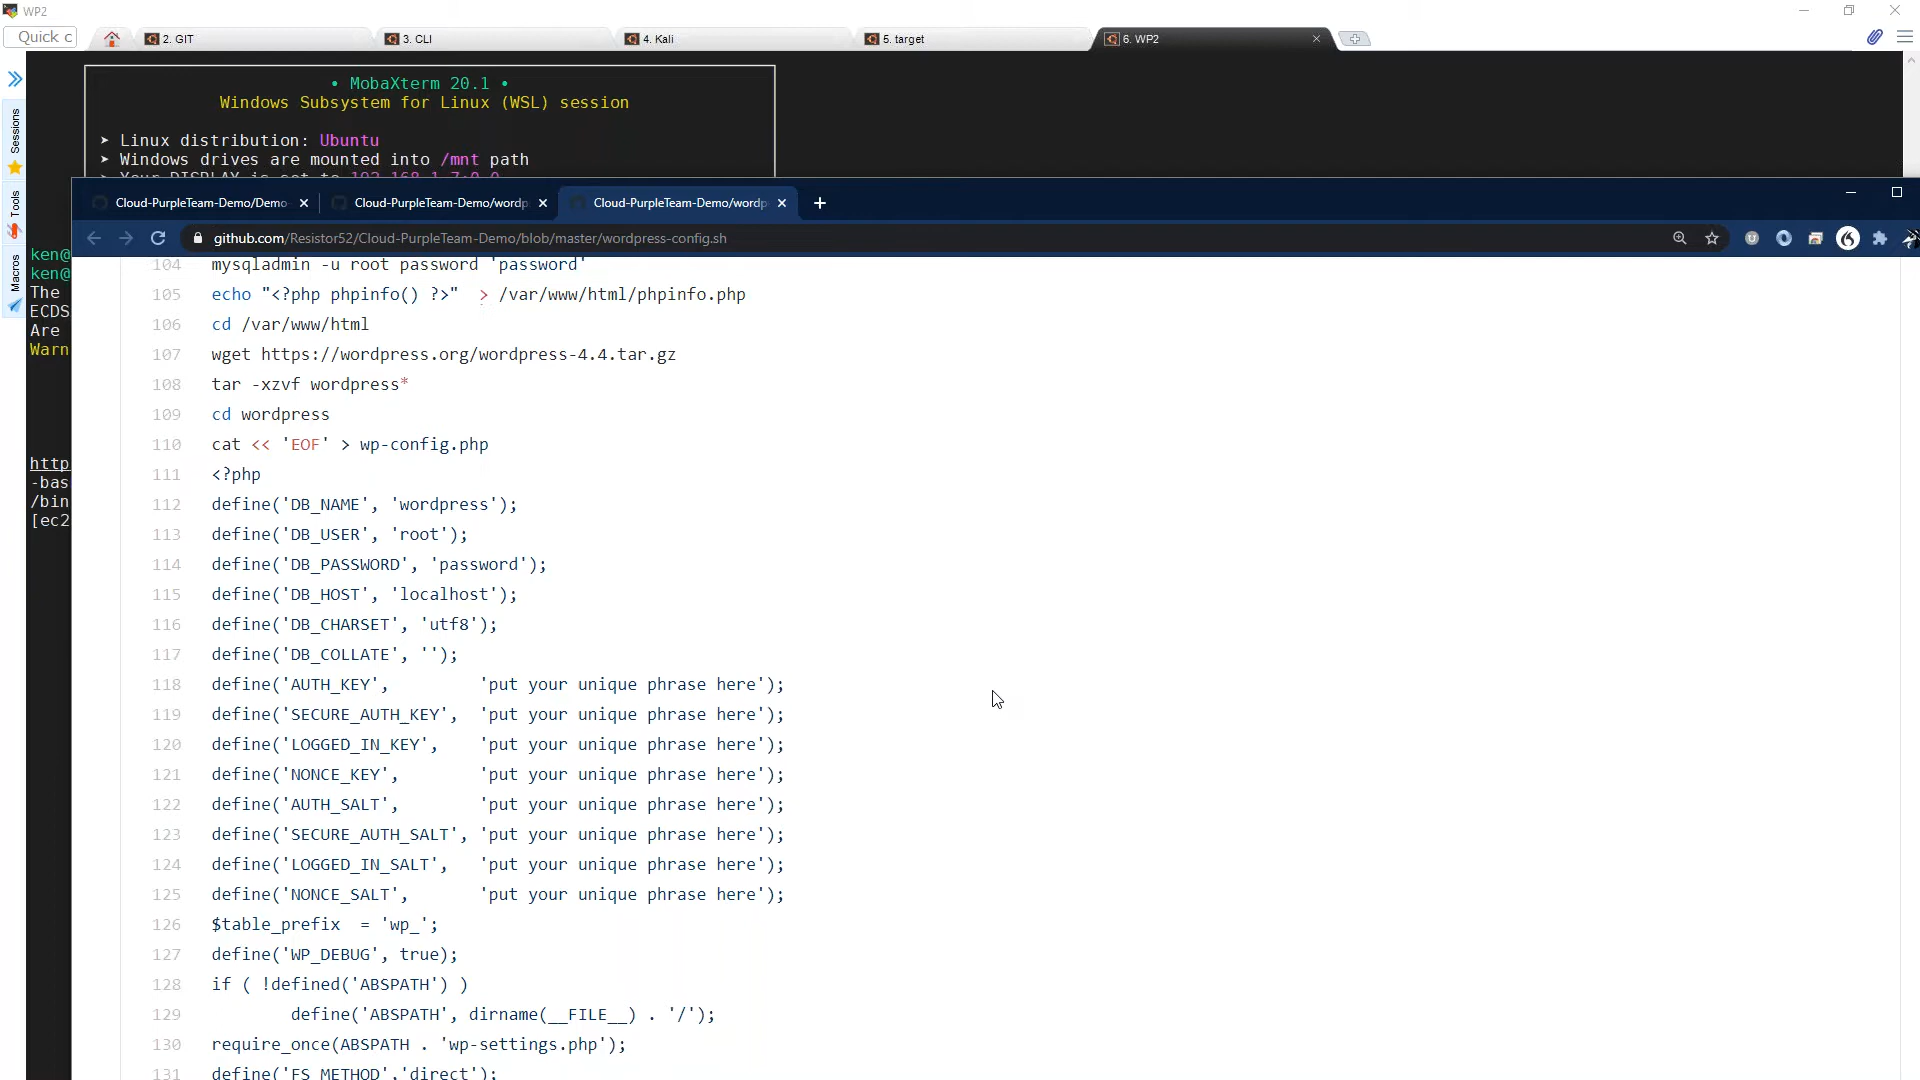 WP2
Quick c
2. GIT
3. CLI
4. Kali
5. target
6. WP2
Sessions
Tools
Macros
• MobaXterm 20.1 •
Windows Subsystem for Linux (WSL) session
➤ Linux distribution: Ubuntu
➤ Windows drives are mounted into /mnt path
➤ Your DISPLAY is set to 192.168.1.7:0.0
ken@
ken@
The
ECDS
Are
Warn
http
-bas
/bin
[ec2
Cloud-PurpleTeam-Demo/Demo
Cloud-PurpleTeam-Demo/wordp
Cloud-PurpleTeam-Demo/wordp
github.com/Resistor52/Cloud-PurpleTeam-Demo/blob/master/wordpress-config.sh
104 mysqladmin -u root password 'password'
105 echo "<?php phpinfo() ?>" > /var/www/html/phpinfo.php
106 cd /var/www/html
107 wget https://wordpress.org/wordpress-4.4.tar.gz
108 tar -xzvf wordpress*
109 cd wordpress
110 cat << 'EOF' > wp-config.php
111 <?php
112 define('DB_NAME', 'wordpress');
113 define('DB_USER', 'root');
114 define('DB_PASSWORD', 'password');
115 define('DB_HOST', 'localhost');
116 define('DB_CHARSET', 'utf8');
117 define('DB_COLLATE', '');
118 define('AUTH_KEY',         'put your unique phrase here');
119 define('SECURE_AUTH_KEY',  'put your unique phrase here');
120 define('LOGGED_IN_KEY',    'put your unique phrase here');
121 define('NONCE_KEY',        'put your unique phrase here');
122 define('AUTH_SALT',        'put your unique phrase here');
123 define('SECURE_AUTH_SALT', 'put your unique phrase here');
124 define('LOGGED_IN_SALT',   'put your unique phrase here');
125 define('NONCE_SALT',       'put your unique phrase here');
126 $table_prefix  = 'wp_';
127 define('WP_DEBUG', true);
128 if ( !defined('ABSPATH') )
129         define('ABSPATH', dirname(__FILE__) . '/');
130 require_once(ABSPATH . 'wp-settings.php');
131 define('FS_METHOD','direct');